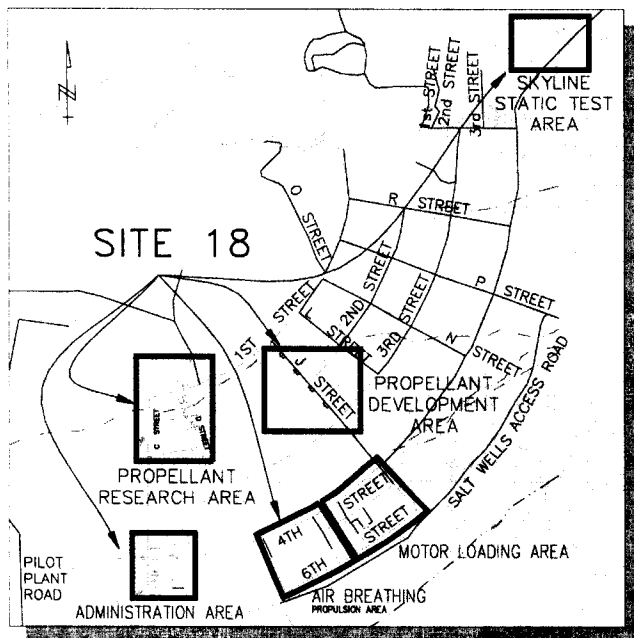 SKYLINE
STATIC TEST
AREA
1st STREET
2nd STREET
3rd STREET
N
R STREET
O STREET
SITE 18
P STREET
1ST STREET
2ND STREET
L STREET
3RD STREET
N STREET
J STREET
PROPELLANT
DEVELOPMENT
AREA
SALT WELLS ACCESS ROAD
C STREET
D STREET
PROPELLANT
RESEARCH AREA
4TH
6TH
STREET
J
STREET
MOTOR LOADING AREA
PILOT
PLANT
ROAD
AIR BREATHING
PROPULSION AREA
ADMINISTRATION AREA